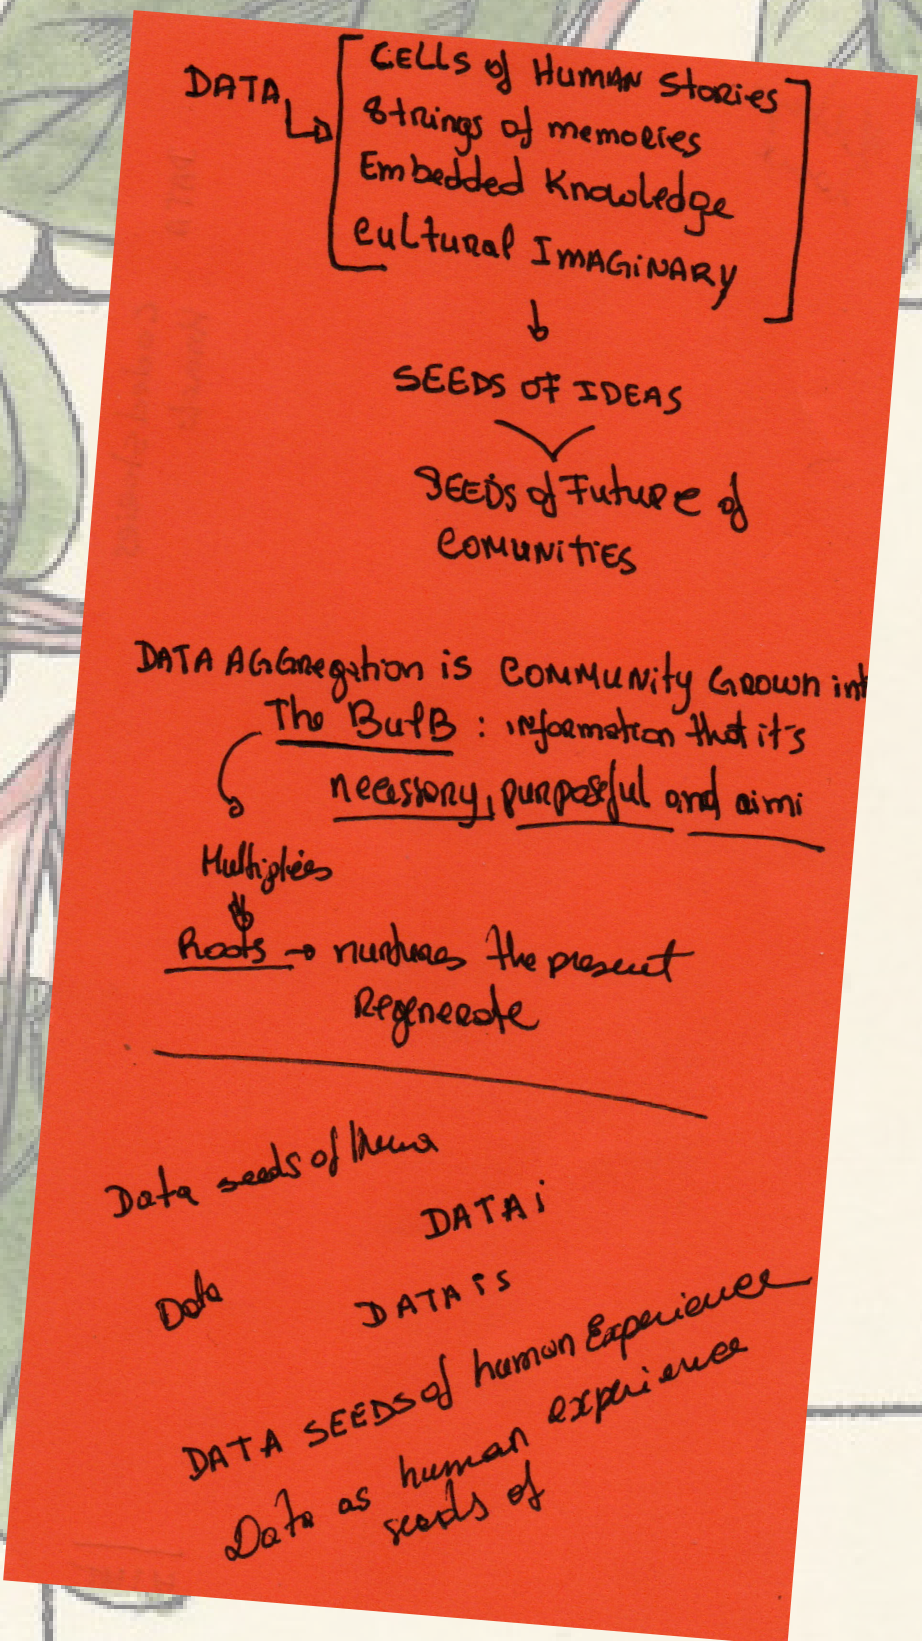 DATA
CELLS of HUMAN Stories
Strings of memories
Embedded Knowledge
cultural IMAGINARY
SEEDS OF IDEAS
SEEDS of Future of
COMUNITIES
DATA AGGregation is COMMUNity GROWN int
The BulB : information that it's
necessary, purposeful and aimi
Multiplies
Roots → nurtures the present
Regenerate
Data seeds of
DATA i
Data
DATA is
DATA SEEDS of human Experience
Data as human experience
seeds of